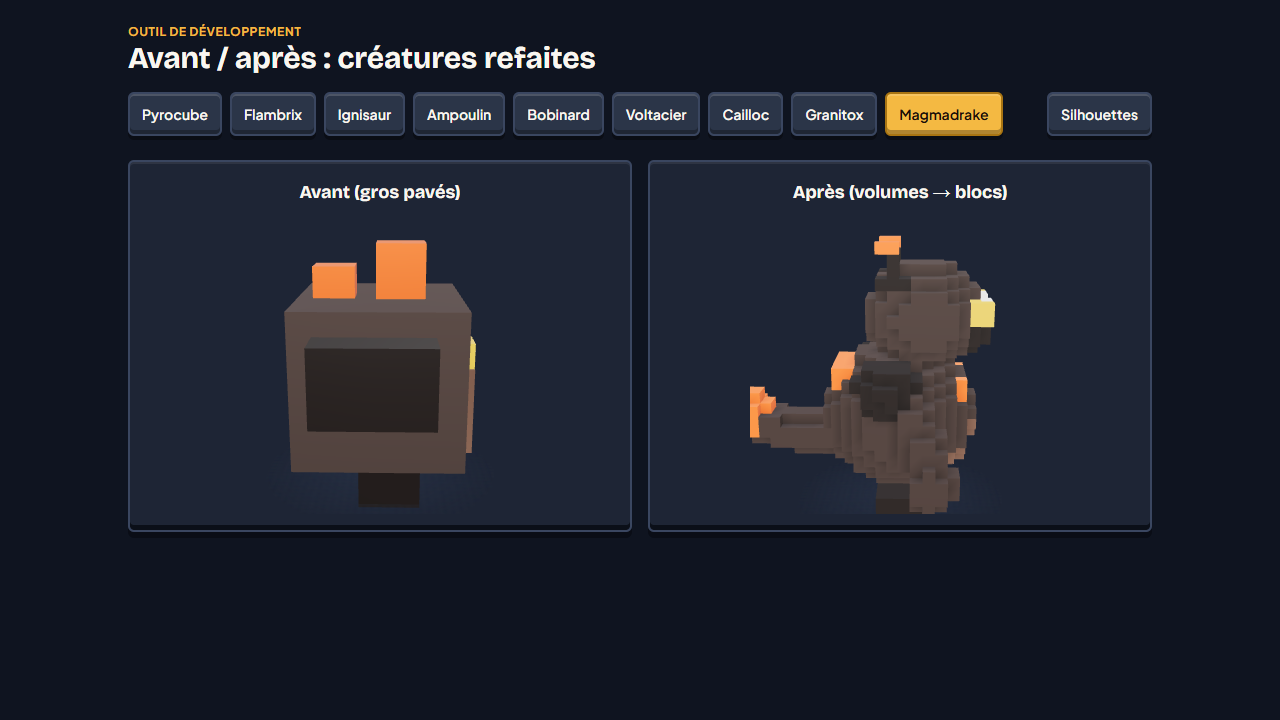 OUTIL DE DÉVELOPPEMENT
Avant / après : créatures refaites
Pyrocube
Flambrix
Ignisaur
Ampoulin
Bobinard
Voltacier
Cailloc
Granitox
Magmadrake
Silhouettes
Avant (gros pavés)
Après (volumes → blocs)